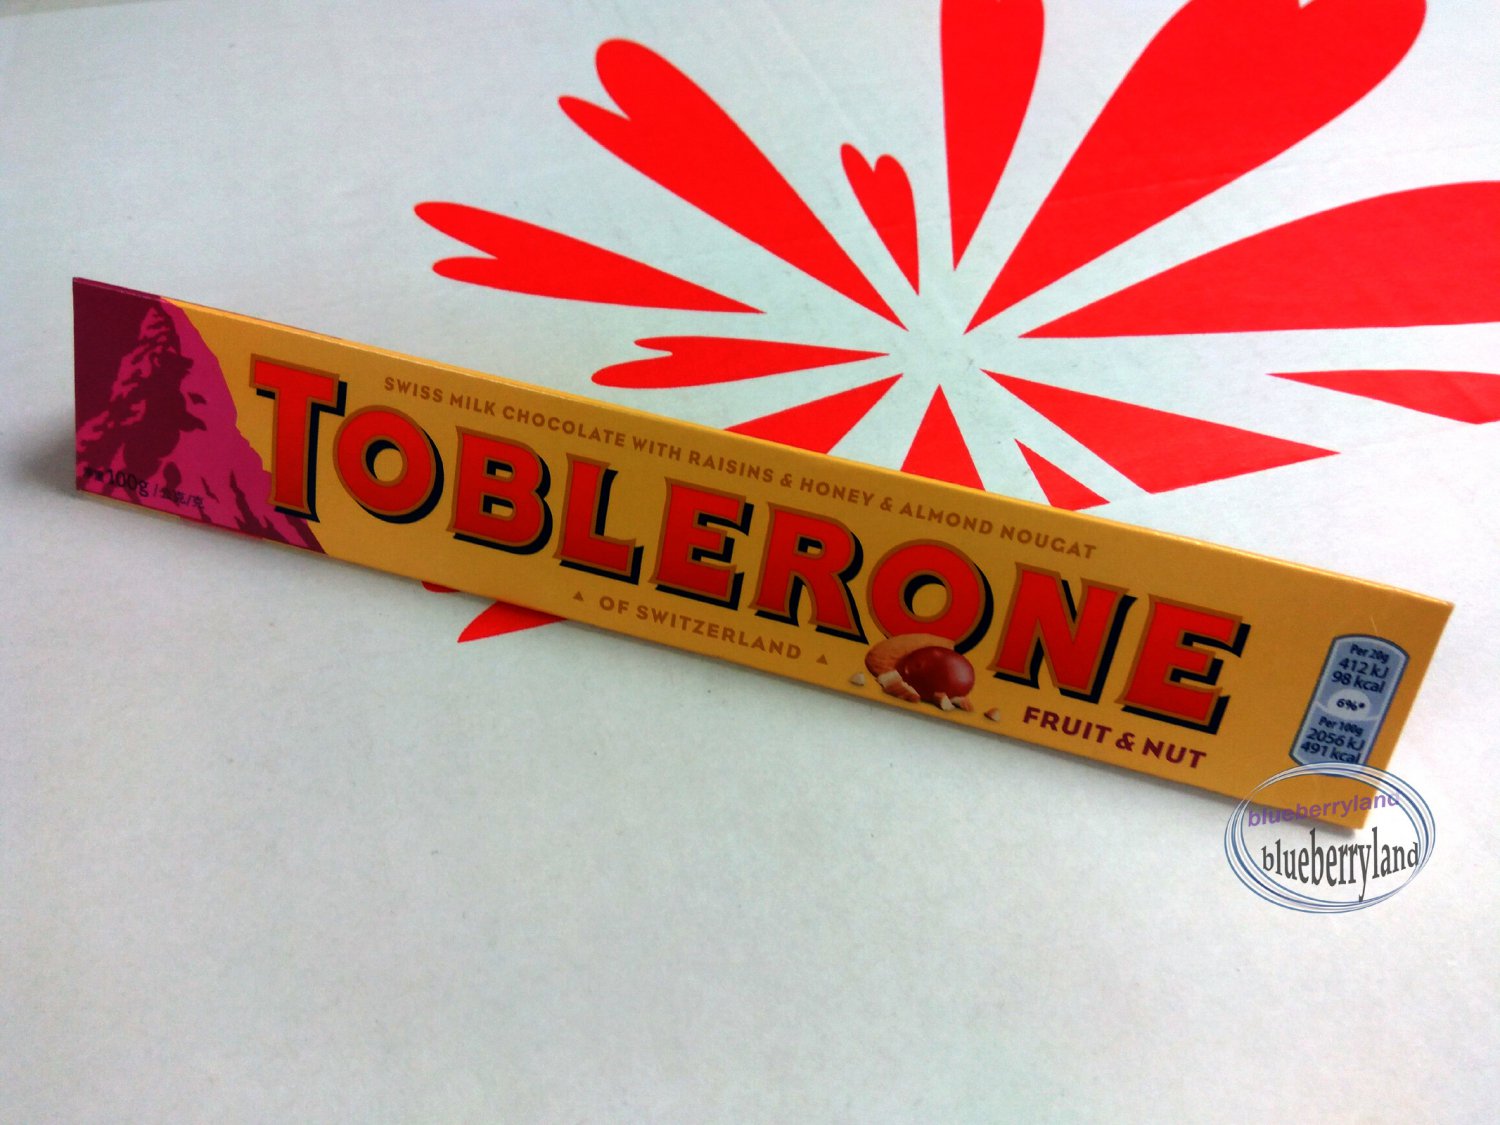 SWISS MILK CHOCOLATE WITH RAISINS & HONEY & ALMOND NOUGAT
TOBLERONE
▲ OF SWITZERLAND ▲
FRUIT & NUT
100g
Per 20g
412 kJ
98 kcal
6%*
Per 100g
2056 kJ
491 kcal
blueberryland
blueberryland